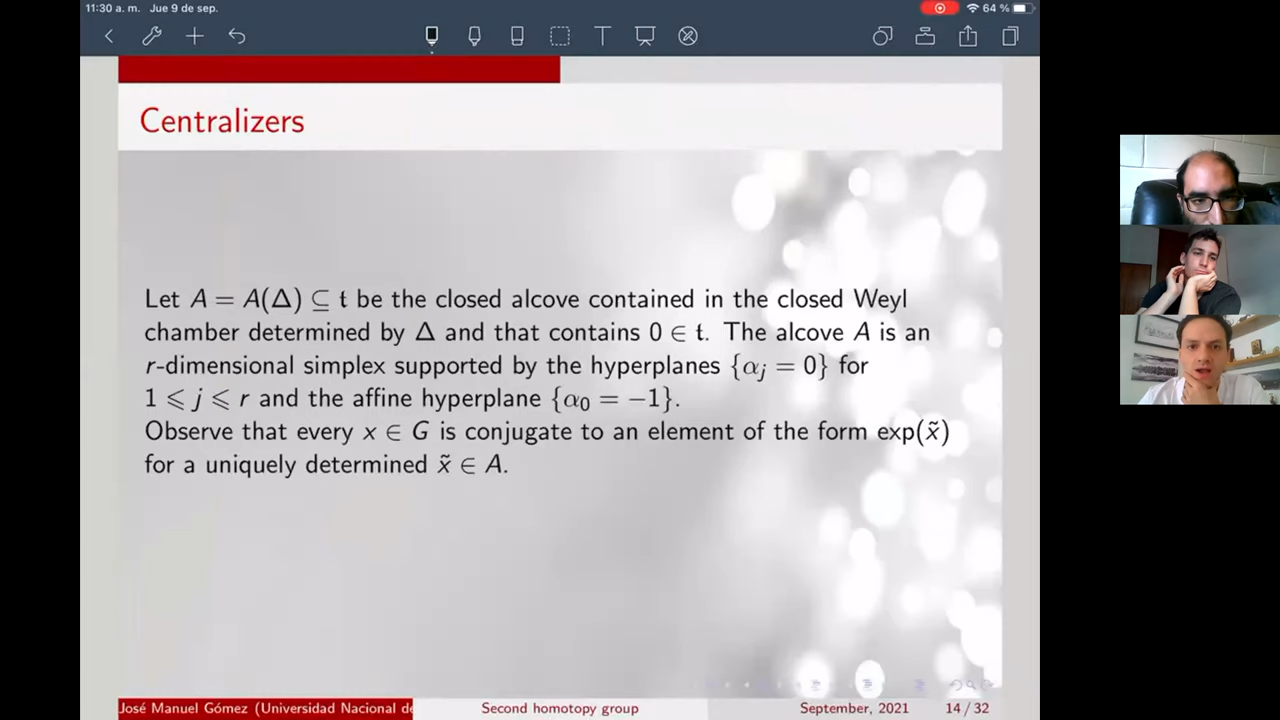 11:30 a. m. Jue 9 de sep.
64 %
Centralizers
Let A = A(Δ) ⊆ 𝔱 be the closed alcove contained in the closed Weyl
chamber determined by Δ and that contains 0 ∈ 𝔱. The alcove A is an
r-dimensional simplex supported by the hyperplanes {αⱼ = 0} for
1 ⩽ j ⩽ r and the affine hyperplane {α₀ = −1}.
Observe that every x ∈ G is conjugate to an element of the form exp(x̃)
for a uniquely determined x̃ ∈ A.
José Manuel Gómez (Universidad Nacional de
Second homotopy group
September, 2021
14 / 32